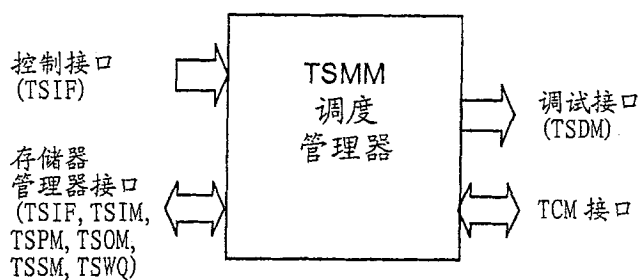 控制接口
(TSIF)
存储器
管理器接口
(TSIF, TSIM,
TSPM, TSOM,
TSSM, TSWQ)
TSMM
调度
管理器
调试接口
(TSDM)
TCM 接口